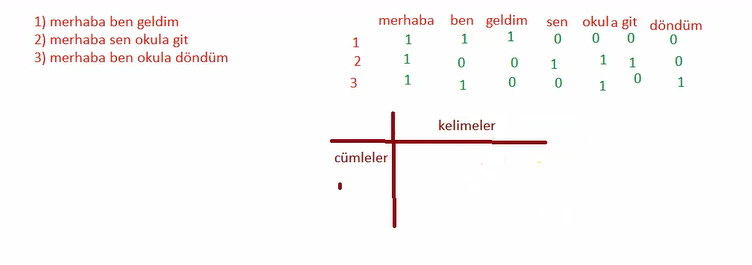 1) merhaba ben geldim
2) merhaba sen okula git
3) merhaba ben okula döndüm
merhaba ben geldim sen okula git döndüm
1 1 1 1 0 0 0 0
2 1 0 0 1 1 1 0
3 1 1 0 0 1 0 1
kelimeler
cümleler